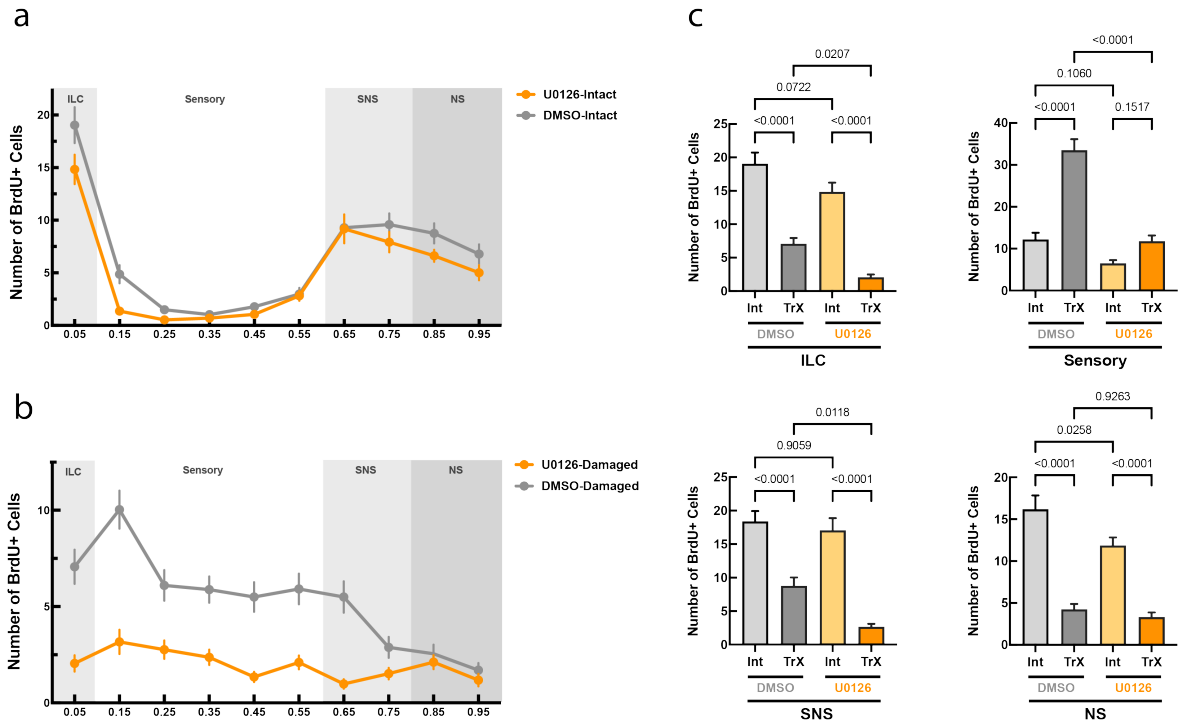 a
ILC Sensory SNS NS
U0126-Intact
DMSO-Intact
Number of BrdU+ Cells
20
15
10
5
0
0.05 0.15 0.25 0.35 0.45 0.55 0.65 0.75 0.85 0.95
b
ILC Sensory SNS NS
U0126-Damaged
DMSO-Damaged
Number of BrdU+ Cells
10
5
0
0.05 0.15 0.25 0.35 0.45 0.55 0.65 0.75 0.85 0.95
c
0.0207
0.0722
<0.0001 <0.0001
Number of BrdU+ Cells
25
20
15
10
5
0
Int TrX Int TrX
DMSO U0126
ILC
<0.0001
0.1060
<0.0001 0.1517
Number of BrdU+ Cells
40
30
20
10
0
Int TrX Int TrX
DMSO U0126
Sensory
0.0118
0.9059
<0.0001 <0.0001
Number of BrdU+ Cells
25
20
15
10
5
0
Int TrX Int TrX
DMSO U0126
SNS
0.9263
0.0258
<0.0001 <0.0001
Number of BrdU+ Cells
20
15
10
5
0
Int TrX Int TrX
DMSO U0126
NS